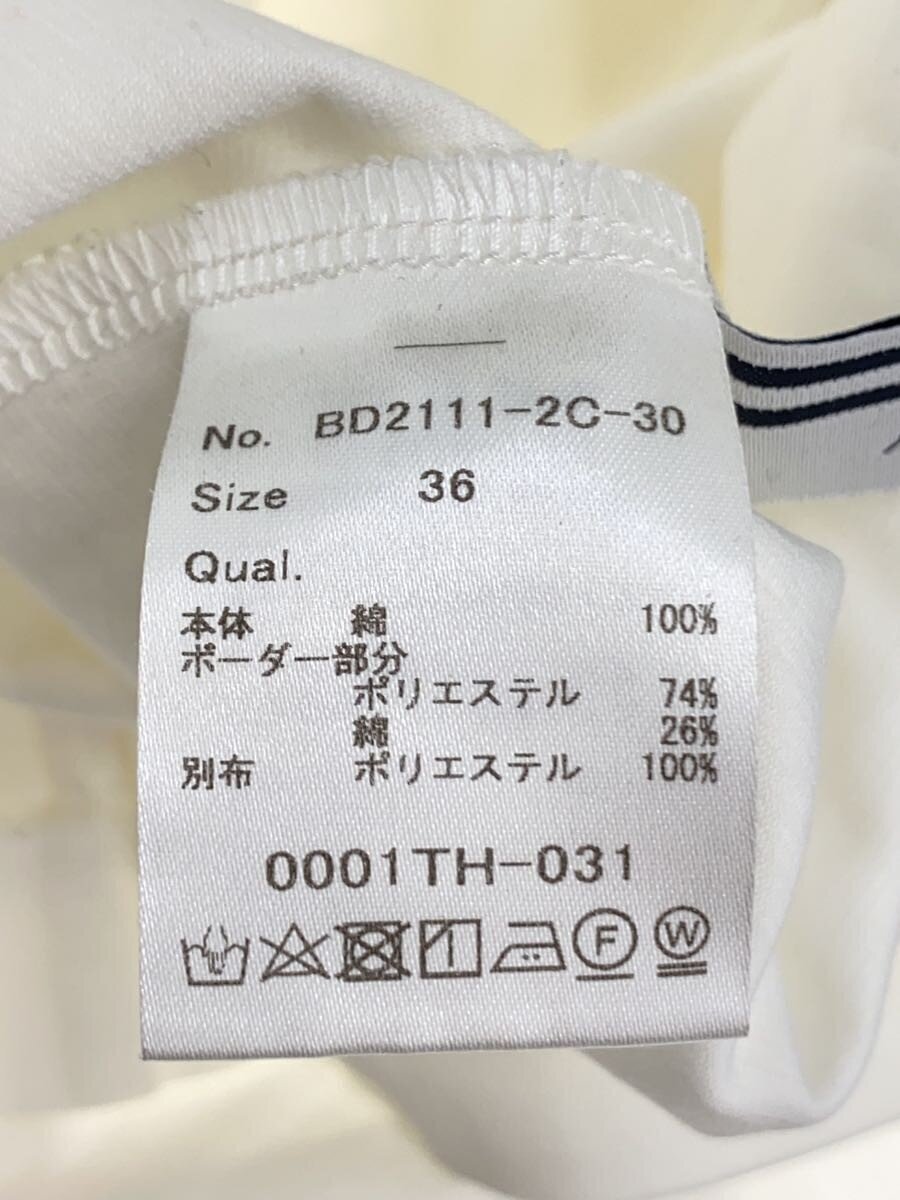 No. BD2111-2C-30
Size 36
Qual.
本体 綿 100%
ボーダー部分
ポリエステル 74%
綿 26%
別布 ポリエステル 100%
0001TH-031
F W